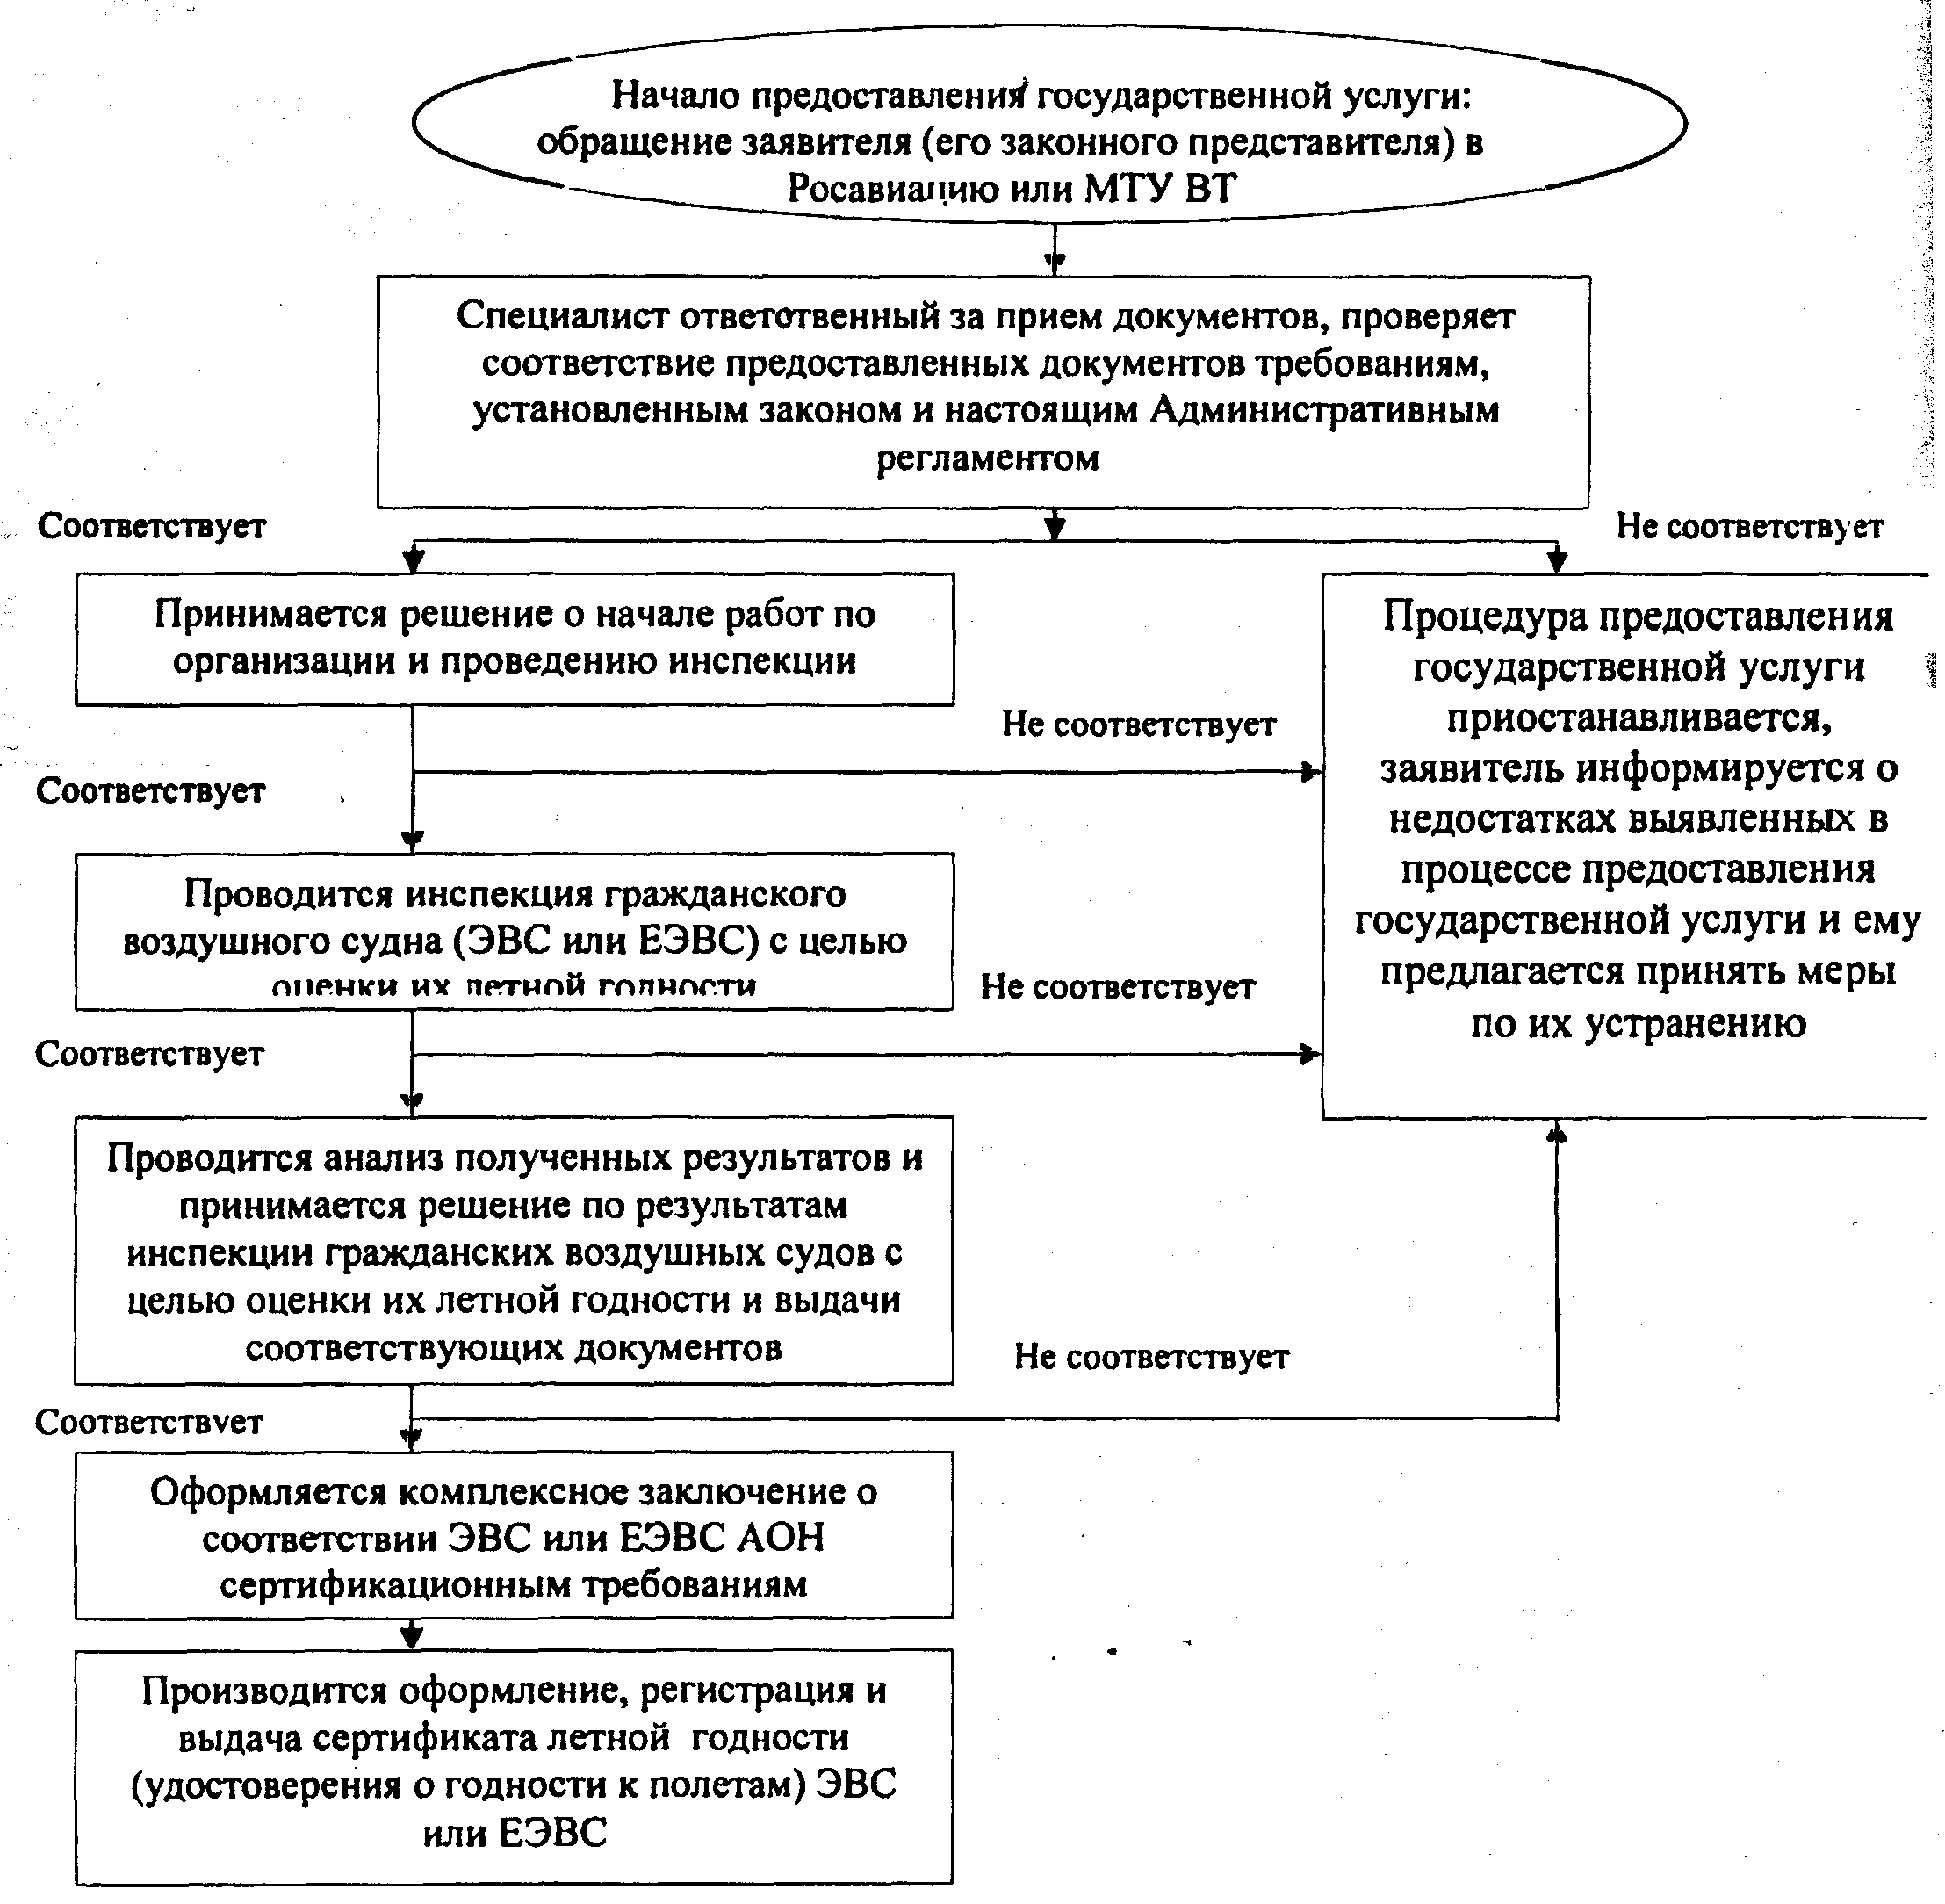 Начало предоставления государственной услуги:
обращение заявителя (его законного представителя) в
Росавиацию или МТУ ВТ
Специалист ответственный за прием документов, проверяет
соответствие предоставленных документов требованиям,
установленным законом и настоящим Административным
регламентом
Соответствует
Не соответствует
Принимается решение о начале работ по
организации и проведению инспекции
Процедура предоставления
государственной услуги
приостанавливается,
заявитель информируется о
недостатках выявленных в
процессе предоставления
государственной услуги и ему
предлагается принять меры
по их устранению
Не соответствует
Соответствует
Проводится инспекция гражданского
воздушного судна (ЭВС или ЕЭВС) с целью
оценки их летной годности
Не соответствует
Соответствует
Проводится анализ полученных результатов и
принимается решение по результатам
инспекции гражданских воздушных судов с
целью оценки их летной годности и выдачи
соответствующих документов
Не соответствует
Соответствует
Оформляется комплексное заключение о
соответствии ЭВС или ЕЭВС АОН
сертификационным требованиям
Производится оформление, регистрация и
выдача сертификата летной годности
(удостоверения о годности к полетам) ЭВС
или ЕЭВС